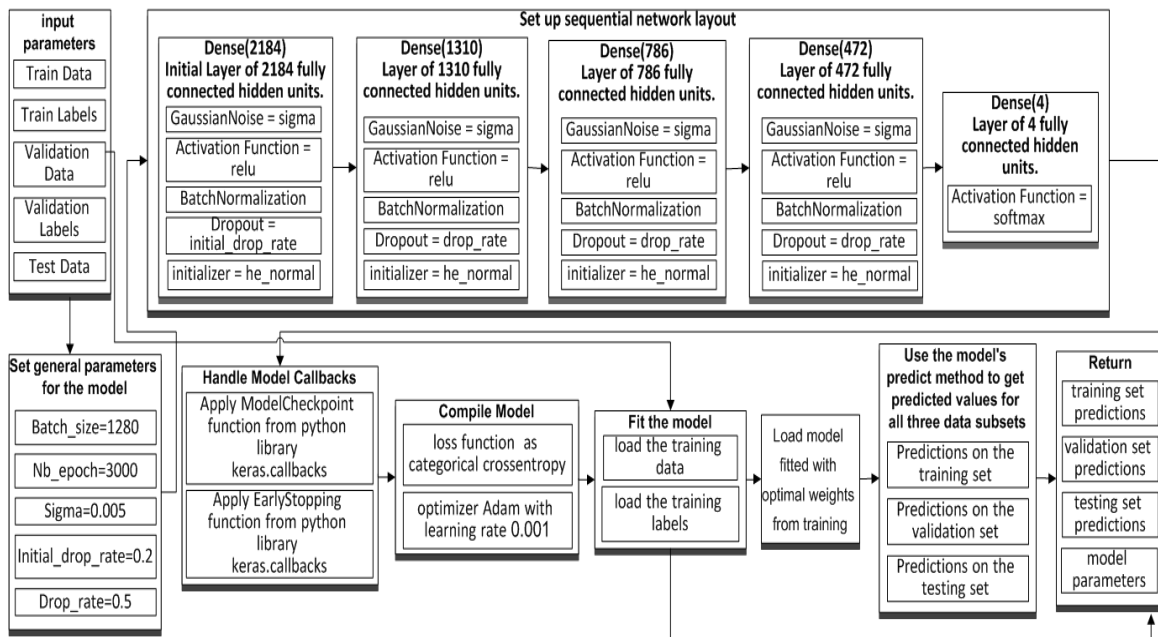 input
parameters
Train Data
Train Labels
Validation
Data
Validation
Labels
Test Data
Set up sequential network layout
Dense(2184)
Initial Layer of 2184 fully
connected hidden units.
GaussianNoise = sigma
Activation Function =
relu
BatchNormalization
Dropout =
initial_drop_rate
initializer = he_normal
Dense(1310)
Layer of 1310 fully
connected hidden units.
GaussianNoise = sigma
Activation Function =
relu
BatchNormalization
Dropout = drop_rate
initializer = he_normal
Dense(786)
Layer of 786 fully
connected hidden units.
GaussianNoise = sigma
Activation Function =
relu
BatchNormalization
Dropout = drop_rate
initializer = he_normal
Dense(472)
Layer of 472 fully
connected hidden units.
GaussianNoise = sigma
Activation Function =
relu
BatchNormalization
Dropout = drop_rate
initializer = he_normal
Dense(4)
Layer of 4 fully
connected hidden
units.
Activation Function =
softmax
Set general parameters
for the model
Batch_size=1280
Nb_epoch=3000
Sigma=0.005
Initial_drop_rate=0.2
Drop_rate=0.5
Handle Model Callbacks
Apply ModelCheckpoint
function from python
library
keras.callbacks
Apply EarlyStopping
function from python
library
keras.callbacks
Compile Model
loss function as
categorical crossentropy
optimizer Adam with
learning rate 0.001
Fit the model
load the training
data
load the training
labels
Load model
fitted with
optimal weights
from training
Use the model's
predict method to get
predicted values for
all three data subsets
Predictions on the
training set
Predictions on the
validation set
Predictions on the
testing set
Return
training set
predictions
validation set
predictions
testing set
predictions
model
parameters